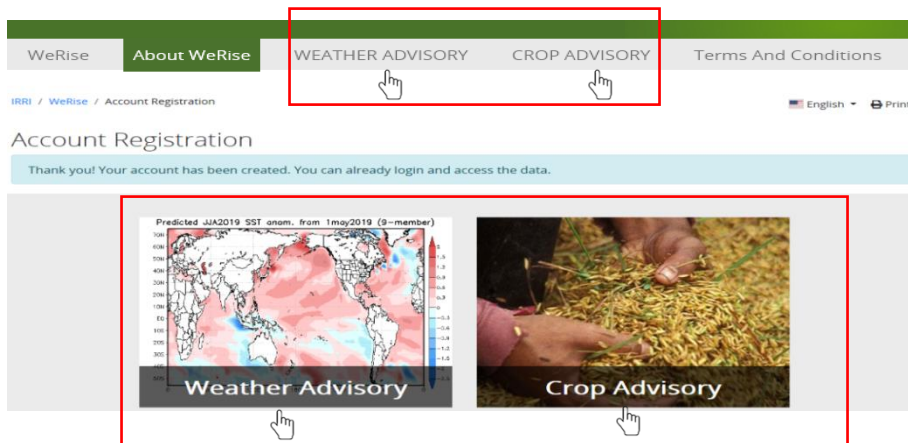 WeRise About WeRise WEATHER ADVISORY CROP ADVISORY Terms And Conditions
IRRI / WeRise / Account Registration English Print
Account Registration
Thank you! Your account has been created. You can already login and access the data.
Predicted JJA2019 SST anom. from 1may2019 (9-member)
Weather Advisory
Crop Advisory